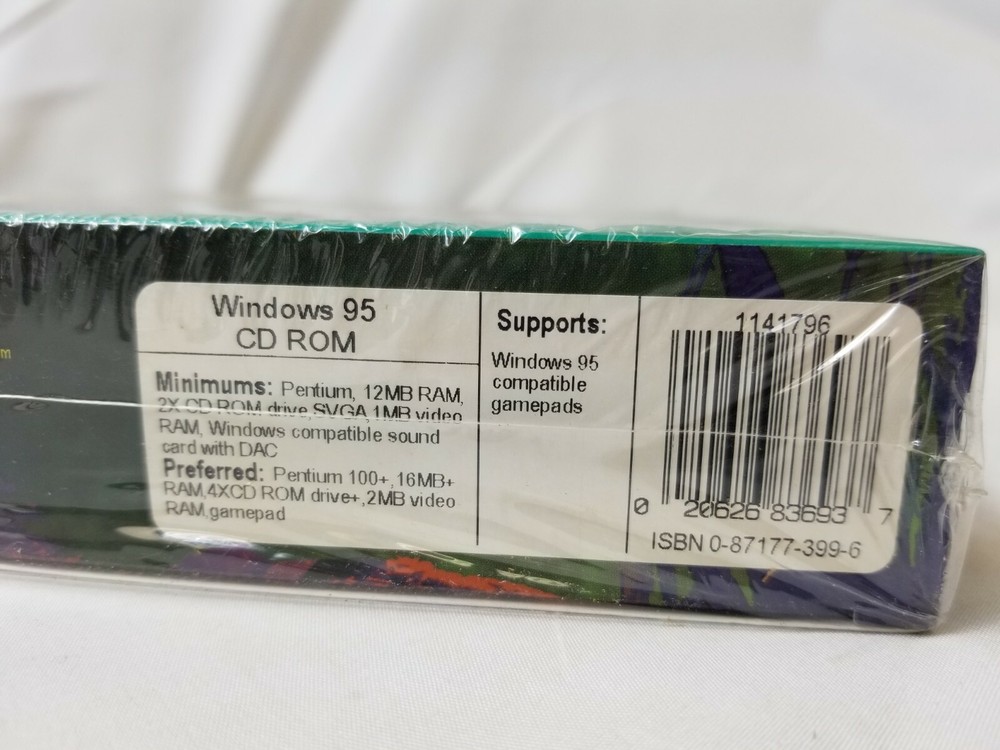 Windows 95
CD ROM
Minimums: Pentium, 12MB RAM,
2X CD ROM drive, SVGA, 1MB video
RAM, Windows compatible sound
card with DAC
Preferred: Pentium 100+, 16MB+
RAM,4XCD ROM drive+,2MB video
RAM,gamepad
Supports:
Windows 95
compatible
gamepads
1141796
0 20626 83693 7
ISBN 0-87177-399-6